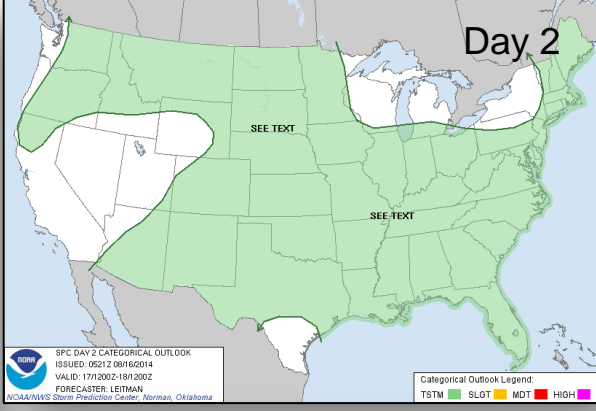 Day 2
SEE TEXT
SEE TEXT
NOAA
SPC DAY 2 CATEGORICAL OUTLOOK
ISSUED: 0521Z 08/16/2014
VALID: 17/1200Z-18/1200Z
FORECASTER: LEITMAN
NOAA/NWS Storm Prediction Center, Norman, Oklahoma
Categorical Outlook Legend:
TSTM SLGT MDT HIGH